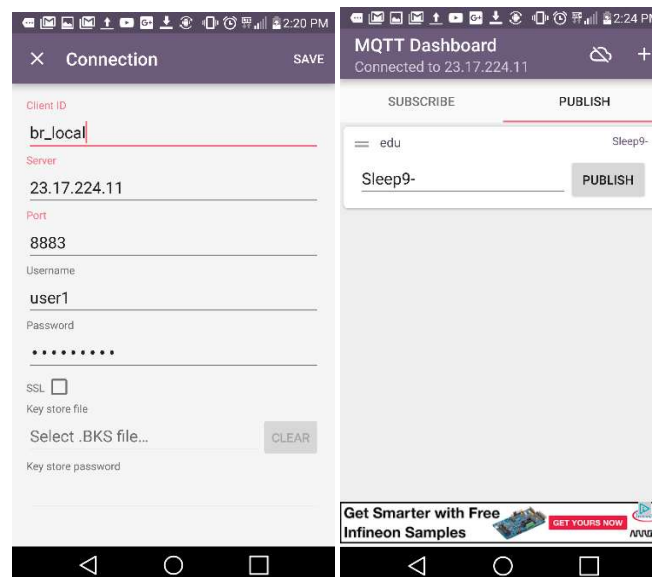 2:20 PM
Connection
SAVE
Client ID
br_local
Server
23.17.224.11
Port
8883
Username
user1
Password
•••••••••
SSL
Key store file
Select .BKS file...
CLEAR
Key store password
2:24 PM
MQTT Dashboard
Connected to 23.17.224.11
SUBSCRIBE
PUBLISH
edu
Sleep9-
Sleep9-
PUBLISH
Get Smarter with Free
Infineon Samples
GET YOURS NOW